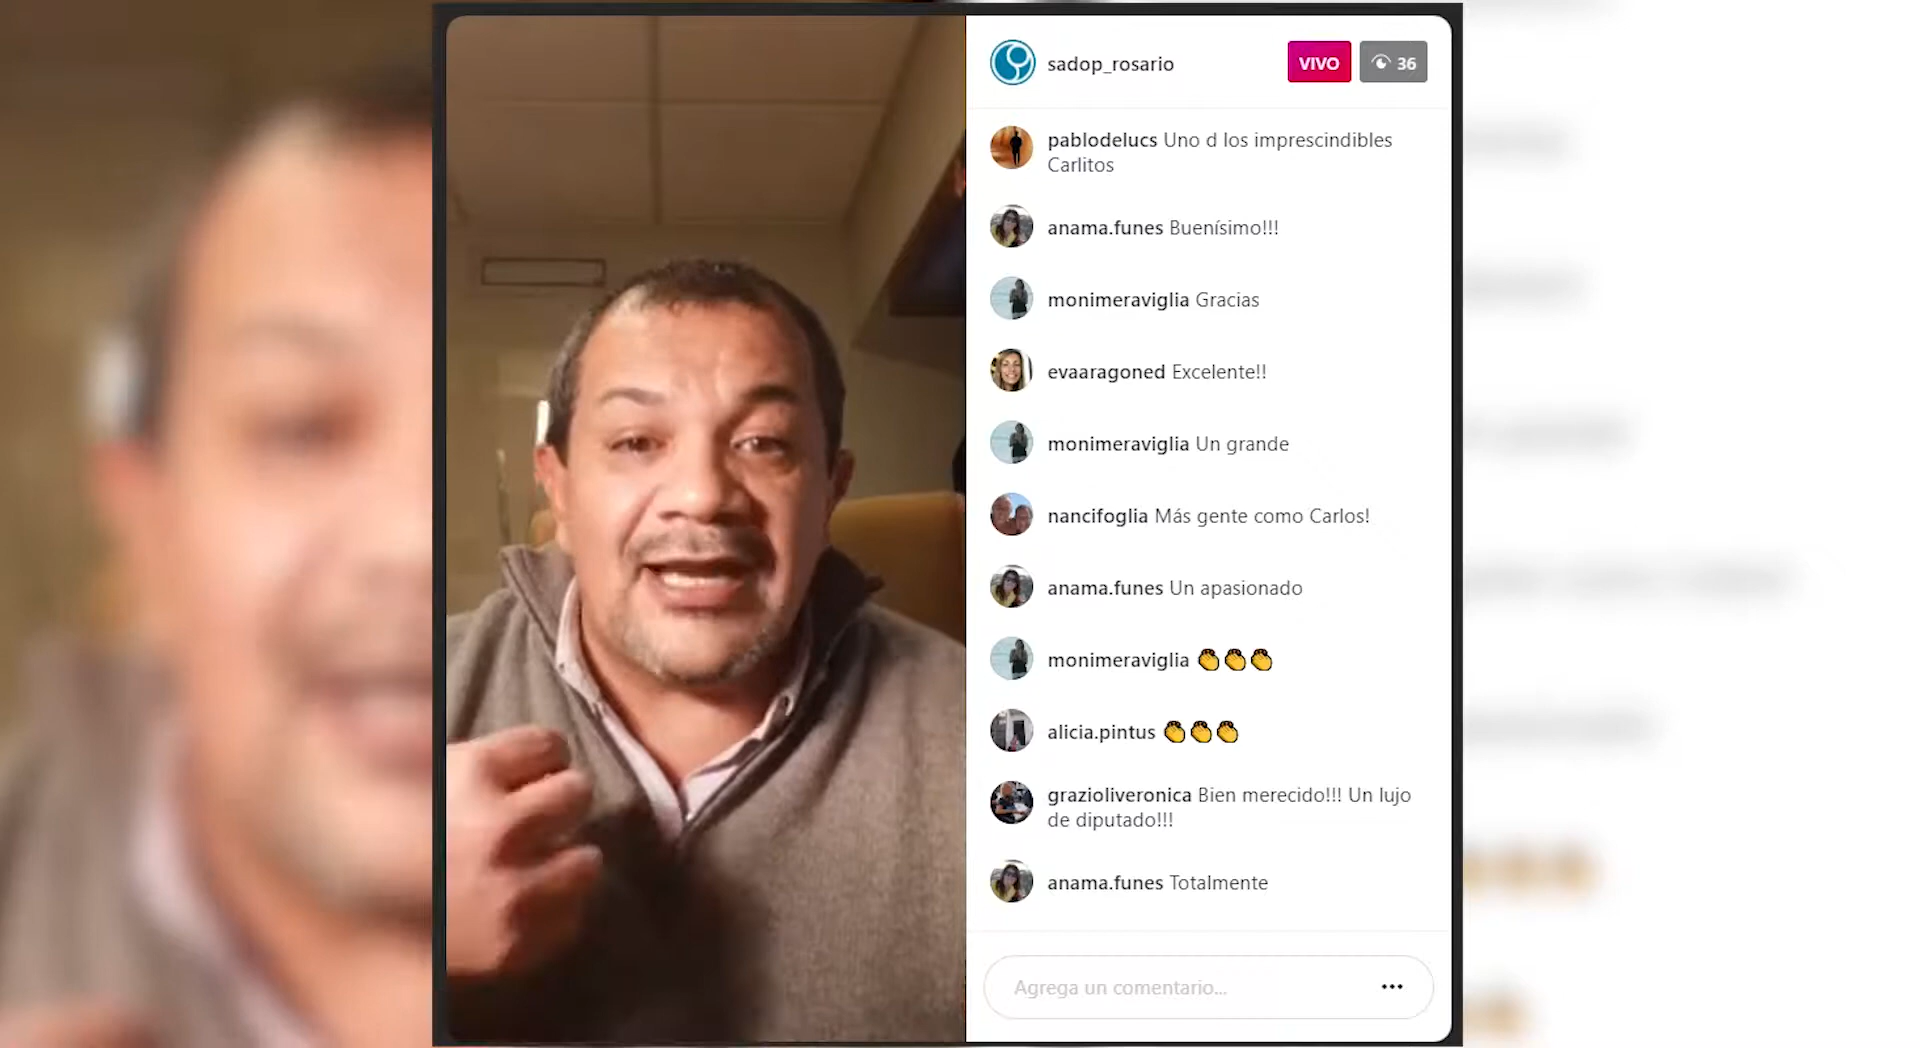 sadop_rosario
VIVO
36
pablodelucs Uno d los imprescindibles
Carlitos
anama.funes Buenísimo!!!
monimeraviglia Gracias
evaaragoned Excelente!!
monimeraviglia Un grande
nancifoglia Más gente como Carlos!
anama.funes Un apasionado
monimeraviglia 👏👏👏
alicia.pintus 👏👏👏
grazioliveronica Bien merecido!!! Un lujo
de diputado!!!
anama.funes Totalmente
Agrega un comentario...